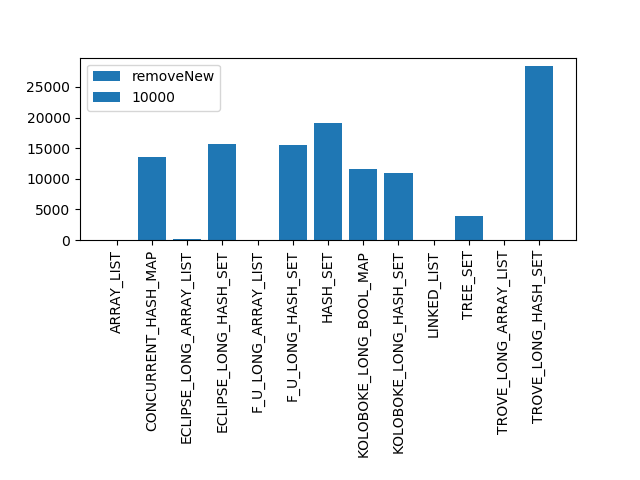 removeNew
10000
25000
20000
15000
10000
5000
0
ARRAY_LIST
CONCURRENT_HASH_MAP
ECLIPSE_LONG_ARRAY_LIST
ECLIPSE_LONG_HASH_SET
F_U_LONG_ARRAY_LIST
F_U_LONG_HASH_SET
HASH_SET
KOLOBOKE_LONG_BOOL_MAP
KOLOBOKE_LONG_HASH_SET
LINKED_LIST
TREE_SET
TROVE_LONG_ARRAY_LIST
TROVE_LONG_HASH_SET